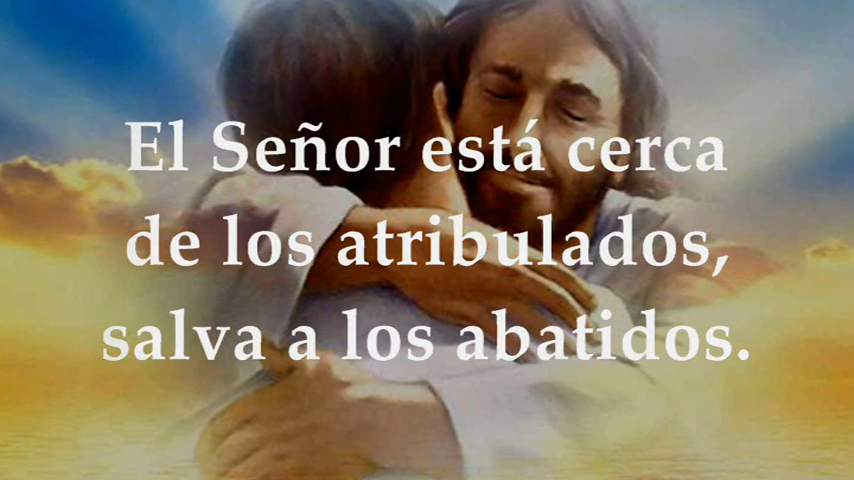 El Señor está cerca
de los atribulados,
salva a los abatidos.